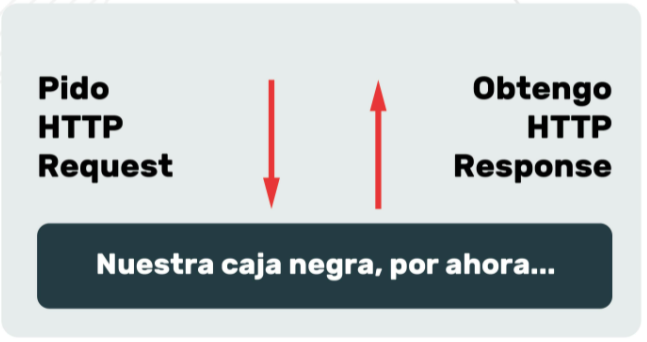 Pido
HTTP
Request
Obtengo
HTTP
Response
Nuestra caja negra, por ahora...